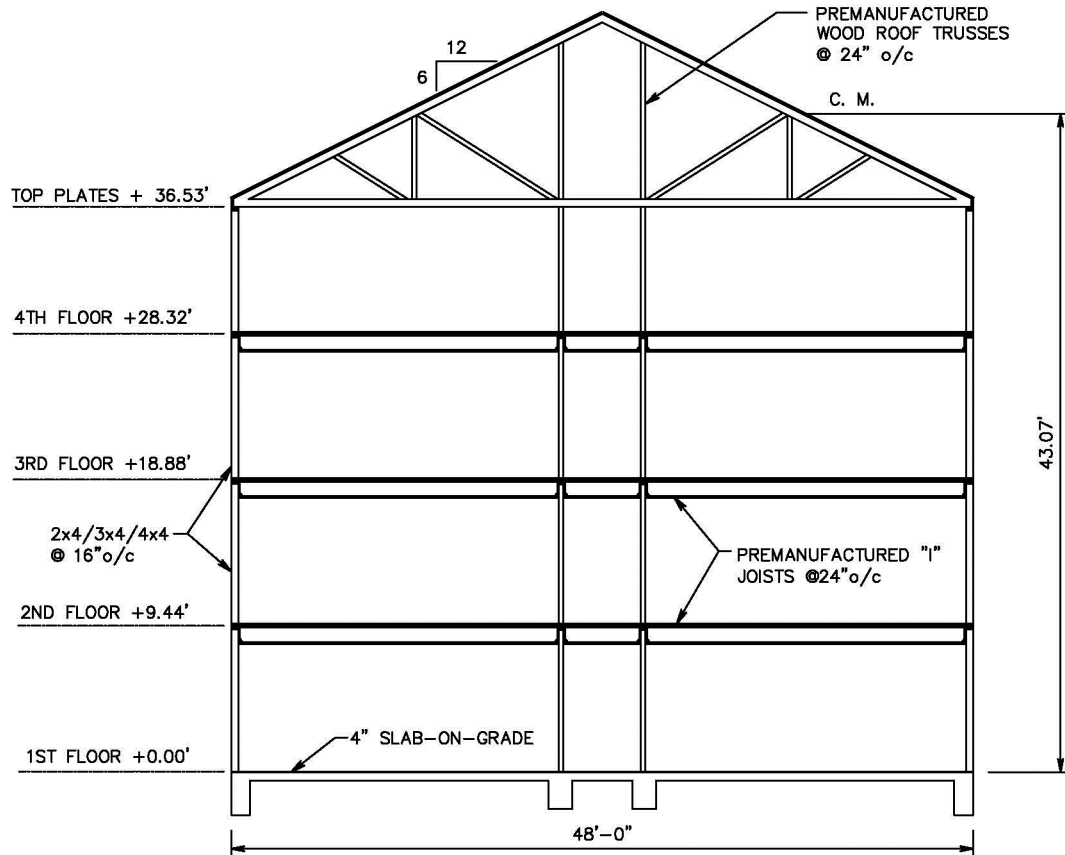 PREMANUFACTURED
WOOD ROOF TRUSSES
@ 24" o/c
12
6
C. M.
TOP PLATES + 36.53'
4TH FLOOR +28.32'
43.07'
3RD FLOOR +18.88'
2x4/3x4/4x4
@ 16"o/c
PREMANUFACTURED "I"
JOISTS @24"o/c
2ND FLOOR +9.44'
4" SLAB-ON-GRADE
1ST FLOOR +0.00'
48'-0"